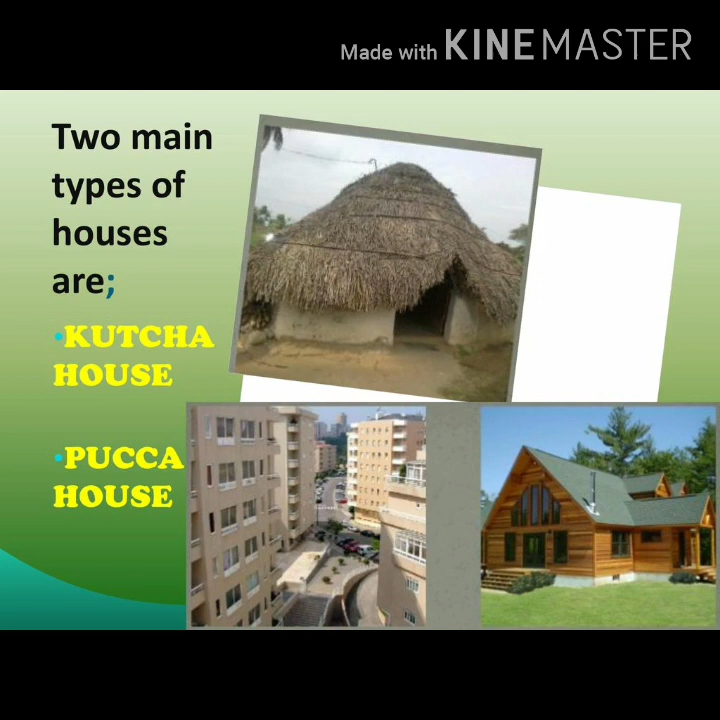 Made with KINEMASTER
Two main
types of
houses
are;
•KUTCHA
HOUSE
•PUCCA
HOUSE